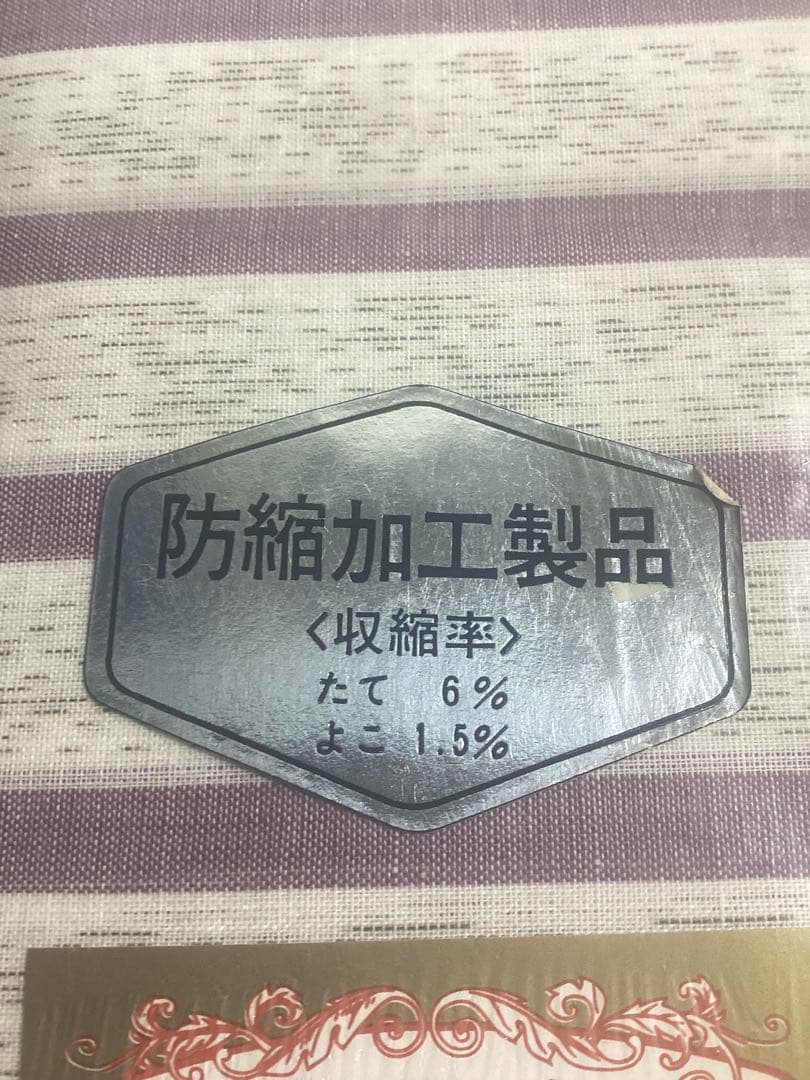 防縮加工製品
〈収縮率〉
たて 6%
よこ 1.5%